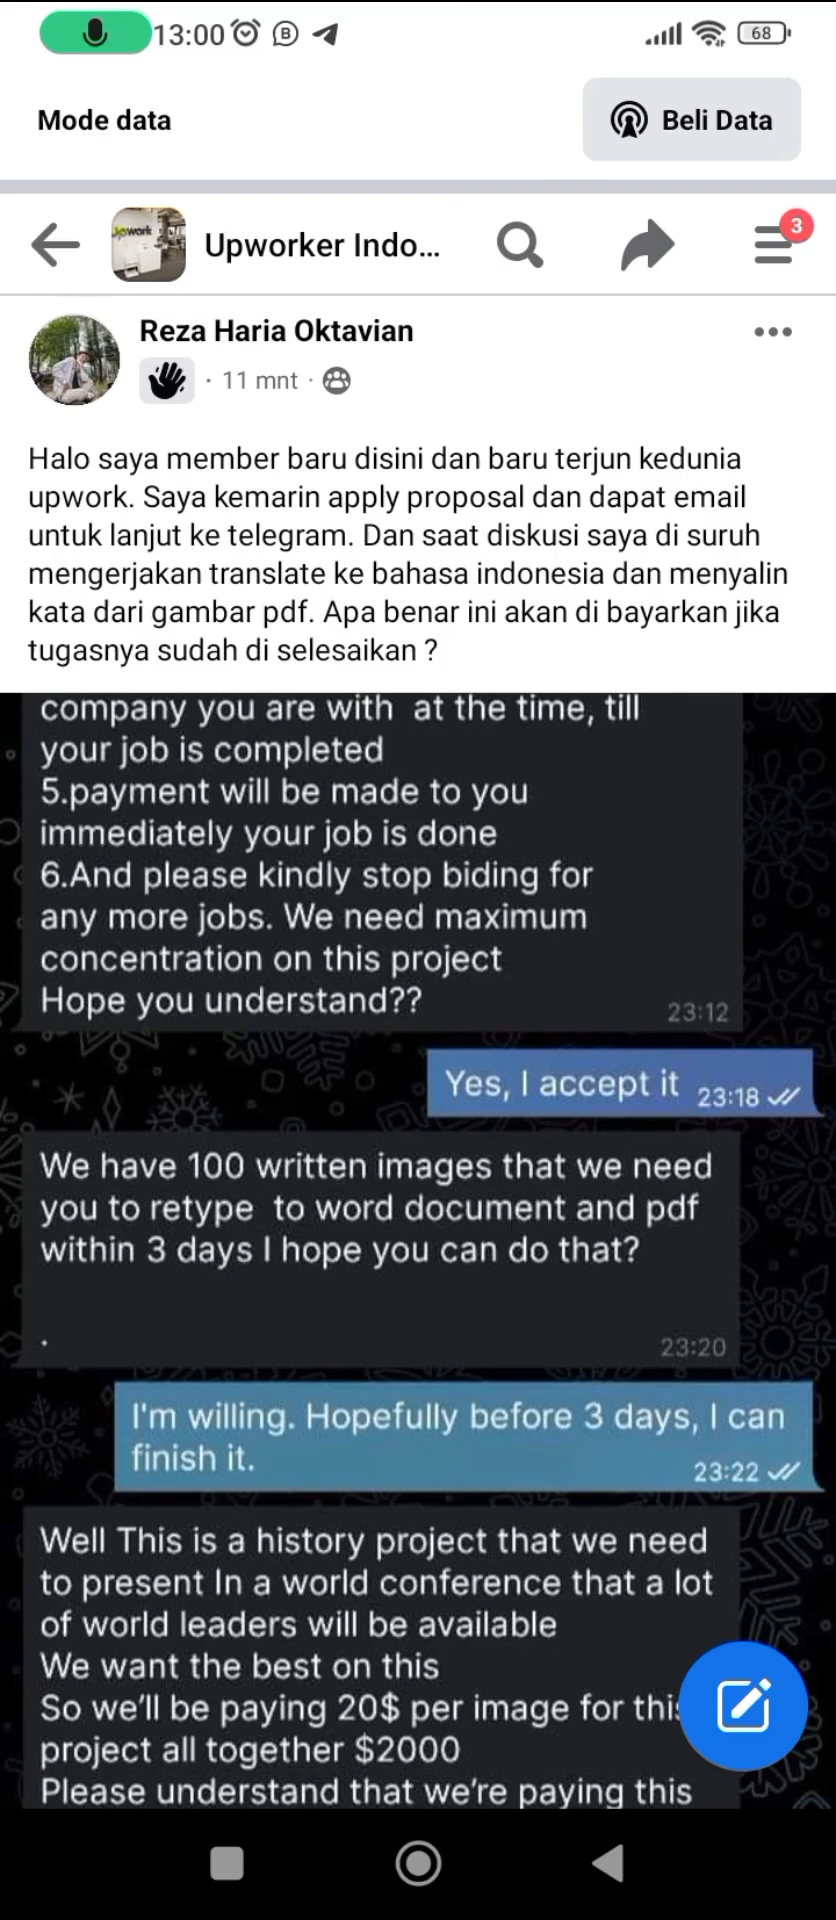 13:00
68
Mode data
Beli Data
Upwork
Upworker Indo...
3
Reza Haria Oktavian
· 11 mnt ·
Halo saya member baru disini dan baru terjun kedunia
upwork. Saya kemarin apply proposal dan dapat email
untuk lanjut ke telegram. Dan saat diskusi saya di suruh
mengerjakan translate ke bahasa indonesia dan menyalin
kata dari gambar pdf. Apa benar ini akan di bayarkan jika
tugasnya sudah di selesaikan ?
company you are with at the time, till
your job is completed
5.payment will be made to you
immediately your job is done
6.And please kindly stop biding for
any more jobs. We need maximum
concentration on this project
Hope you understand??
23:12
Yes, I accept it 23:18
We have 100 written images that we need
you to retype to word document and pdf
within 3 days I hope you can do that?
.
23:20
I'm willing. Hopefully before 3 days, I can
finish it.
23:22
Well This is a history project that we need
to present In a world conference that a lot
of world leaders will be available
We want the best on this
So we'll be paying 20$ per image for this
project all together $2000
Please understand that we're paying this